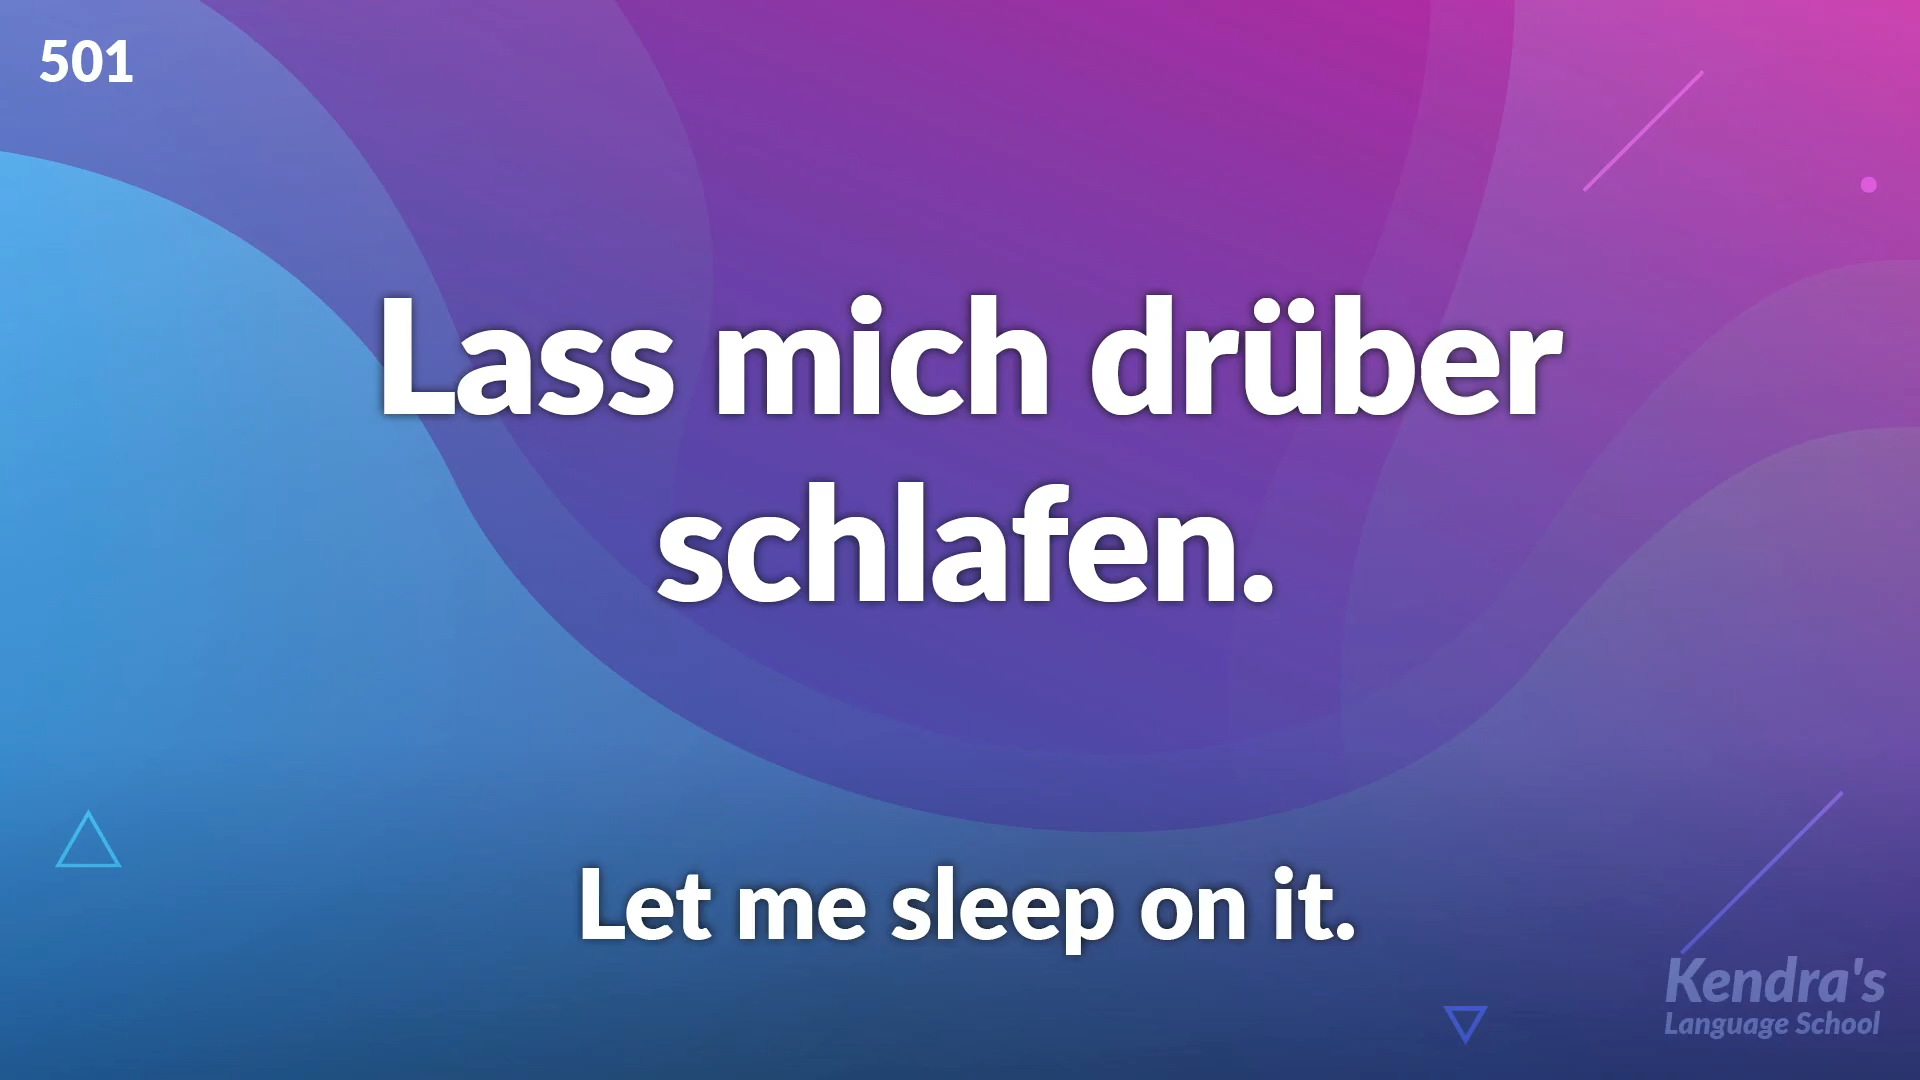 501
Lass mich drüber
schlafen.
Let me sleep on it.
Kendra's
Language School